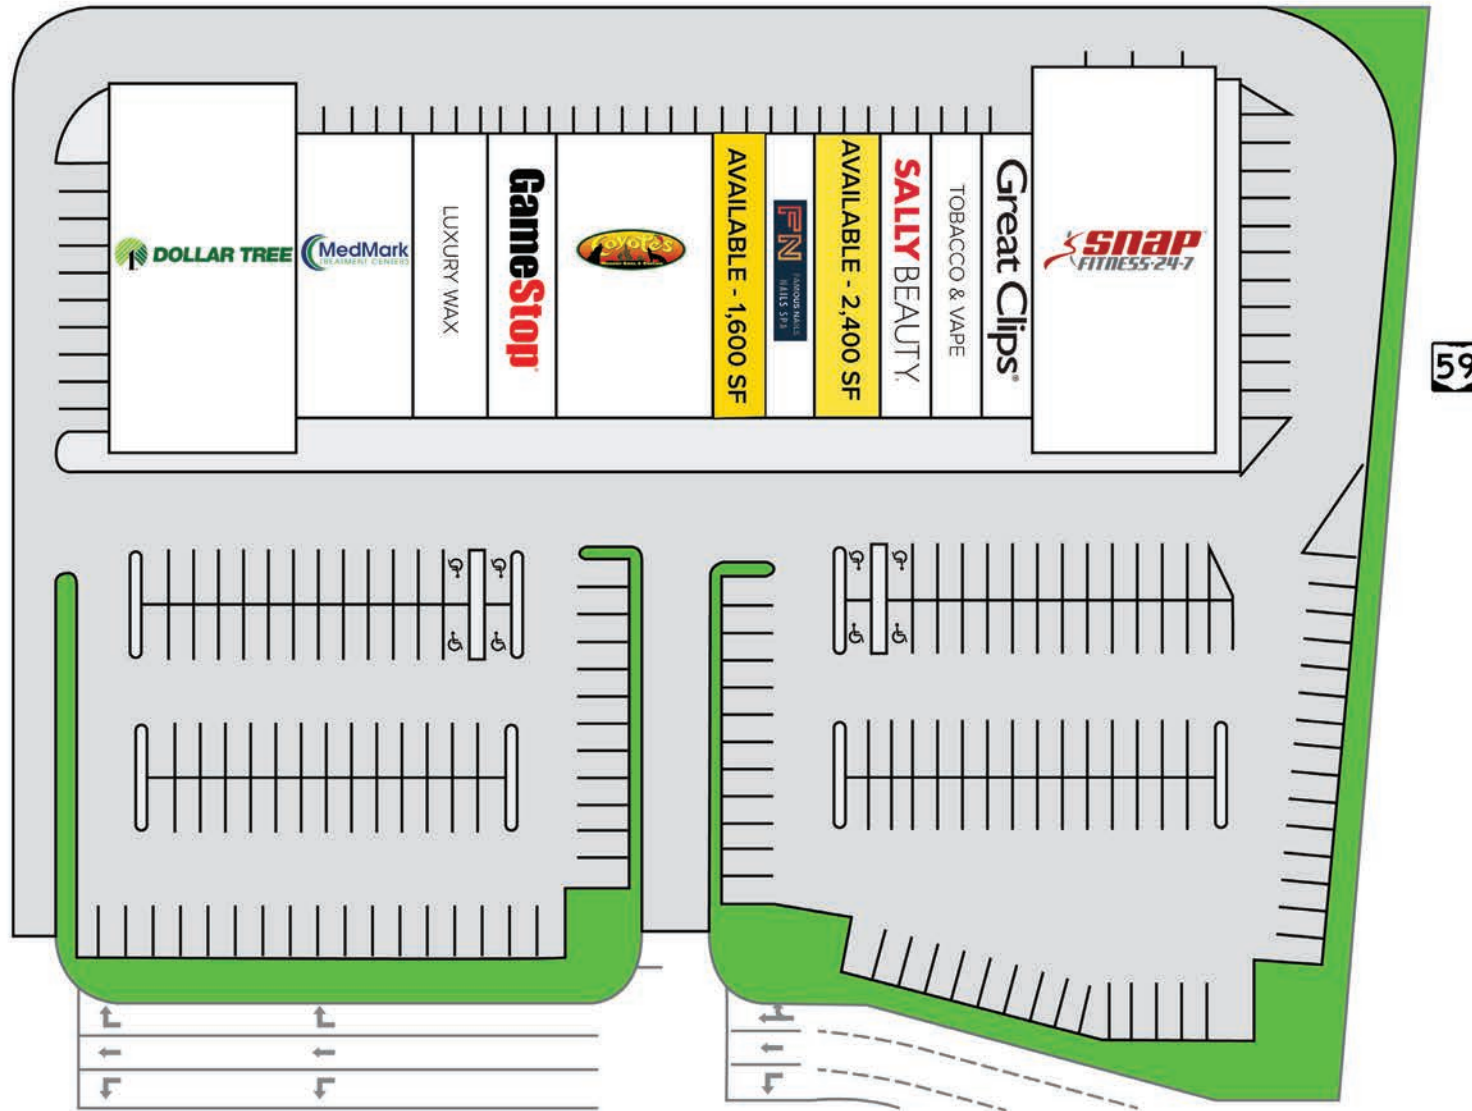 DOLLAR TREE
MedMark
TREATMENT CENTERS
LUXURY WAX
GameStop
Coyotes
AVAILABLE - 1,600 SF
FN
FAMOUS NAILS
NAILS SPA
AVAILABLE - 2,400 SF
SALLY BEAUTY.
TOBACCO & VAPE
Great Clips®
snap
FITNESS·24-7
59